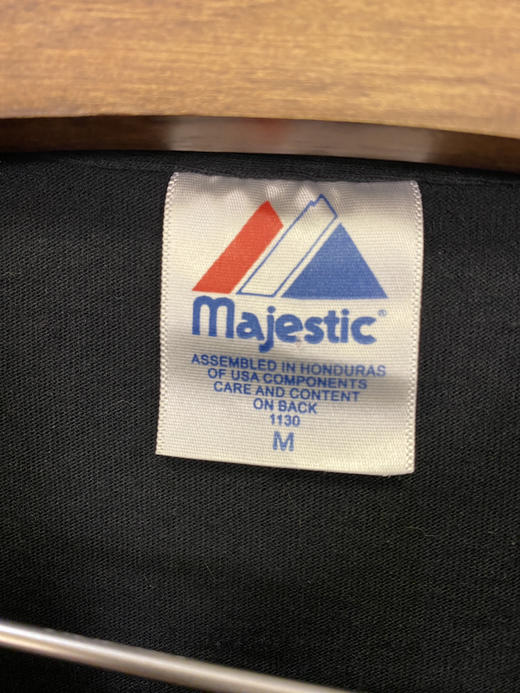 Majestic®
ASSEMBLED IN HONDURAS
OF USA COMPONENTS
CARE AND CONTENT
ON BACK
1130
M